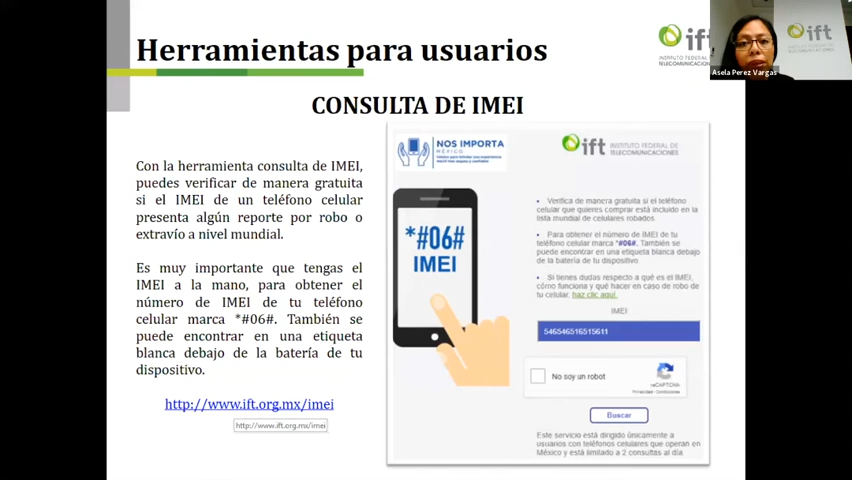 Herramientas para usuarios
ift
INSTITUTO FEDERAL
TELECOMUNICACIONES
ift
Asela Perez Vargas
CONSULTA DE IMEI
Con la herramienta consulta de IMEI,
puedes verificar de manera gratuita
si el IMEI de un teléfono celular
presenta algún reporte por robo o
extravío a nivel mundial.
Es muy importante que tengas el
IMEI a la mano, para obtener el
número de IMEI de tu teléfono
celular marca *#06#. También se
puede encontrar en una etiqueta
blanca debajo de la batería de tu
dispositivo.
http://www.ift.org.mx/imei
http://www.ift.org.mx/imei
NOS IMPORTA
MÉXICO
ift INSTITUTO FEDERAL DE
TELECOMUNICACIONES
*#06#
IMEI
• Verifica de manera gratuita si el teléfono
celular que quieres comprar está incluido en la
lista mundial de celulares robados.
• Para obtener el número de IMEI de tu
teléfono celular marca *#06#. También se
puede encontrar en una etiqueta blanca debajo
de la batería de tu dispositivo
• Si tienes dudas respecto a qué es el IMEI,
cómo funciona y qué hacer en caso de robo de
tu celular, haz clic aquí.
IMEI
546546516515611
No soy un robot
reCAPTCHA
Privacidad - Condiciones
Buscar
Este servicio está dirigido únicamente a
usuarios con teléfonos celulares que operan en
México y está limitado a 2 consultas al día.